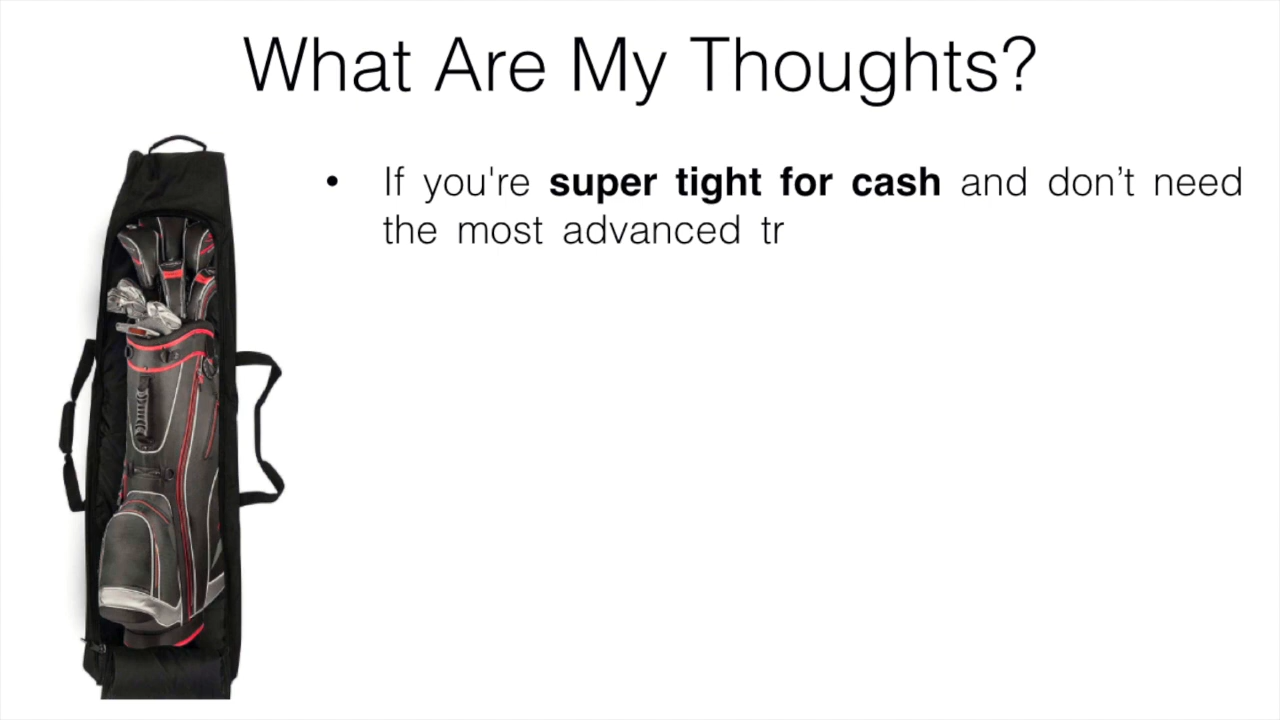 What Are My Thoughts?
• If you're super tight for cash and don’t need
the most advanced tr